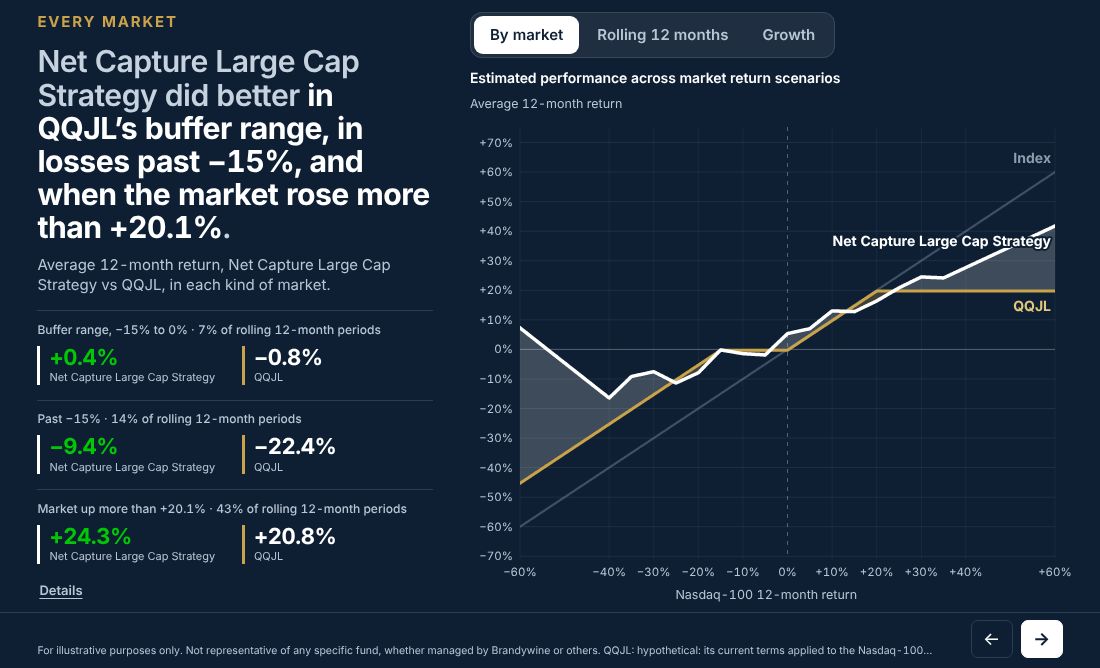 EVERY MARKET
Net Capture Large Cap
Strategy did better in
QQJL’s buffer range, in
losses past −15%, and
when the market rose more
than +20.1%.
Average 12-month return, Net Capture Large Cap
Strategy vs QQJL, in each kind of market.
Buffer range, −15% to 0% · 7% of rolling 12-month periods
+0.4%
Net Capture Large Cap Strategy
−0.8%
QQJL
Past −15% · 14% of rolling 12-month periods
−9.4%
Net Capture Large Cap Strategy
−22.4%
QQJL
Market up more than +20.1% · 43% of rolling 12-month periods
+24.3%
Net Capture Large Cap Strategy
+20.8%
QQJL
Details
By market Rolling 12 months Growth
Estimated performance across market return scenarios
Average 12-month return
+70%
+60%
+50%
+40%
+30%
+20%
+10%
0%
−10%
−20%
−30%
−40%
−50%
−60%
−70%
Index
Net Capture Large Cap Strategy
QQJL
−60% −40% −30% −20% −10% 0% +10% +20% +30% +40% +60%
Nasdaq-100 12-month return
For illustrative purposes only. Not representative of any specific fund, whether managed by Brandywine or others. QQJL: hypothetical: its current terms applied to the Nasdaq-100…